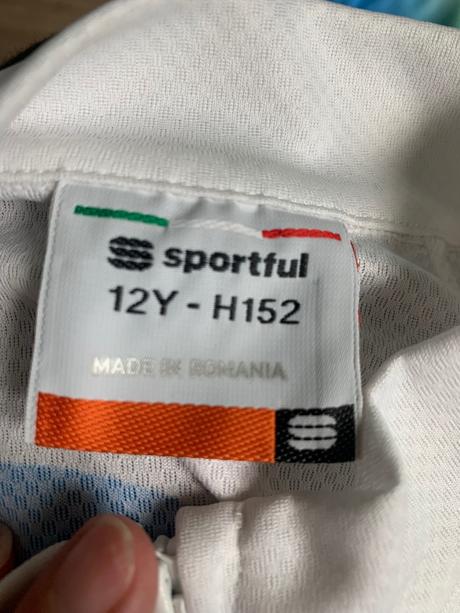 sportful
12Y - H152
MADE IN ROMANIA